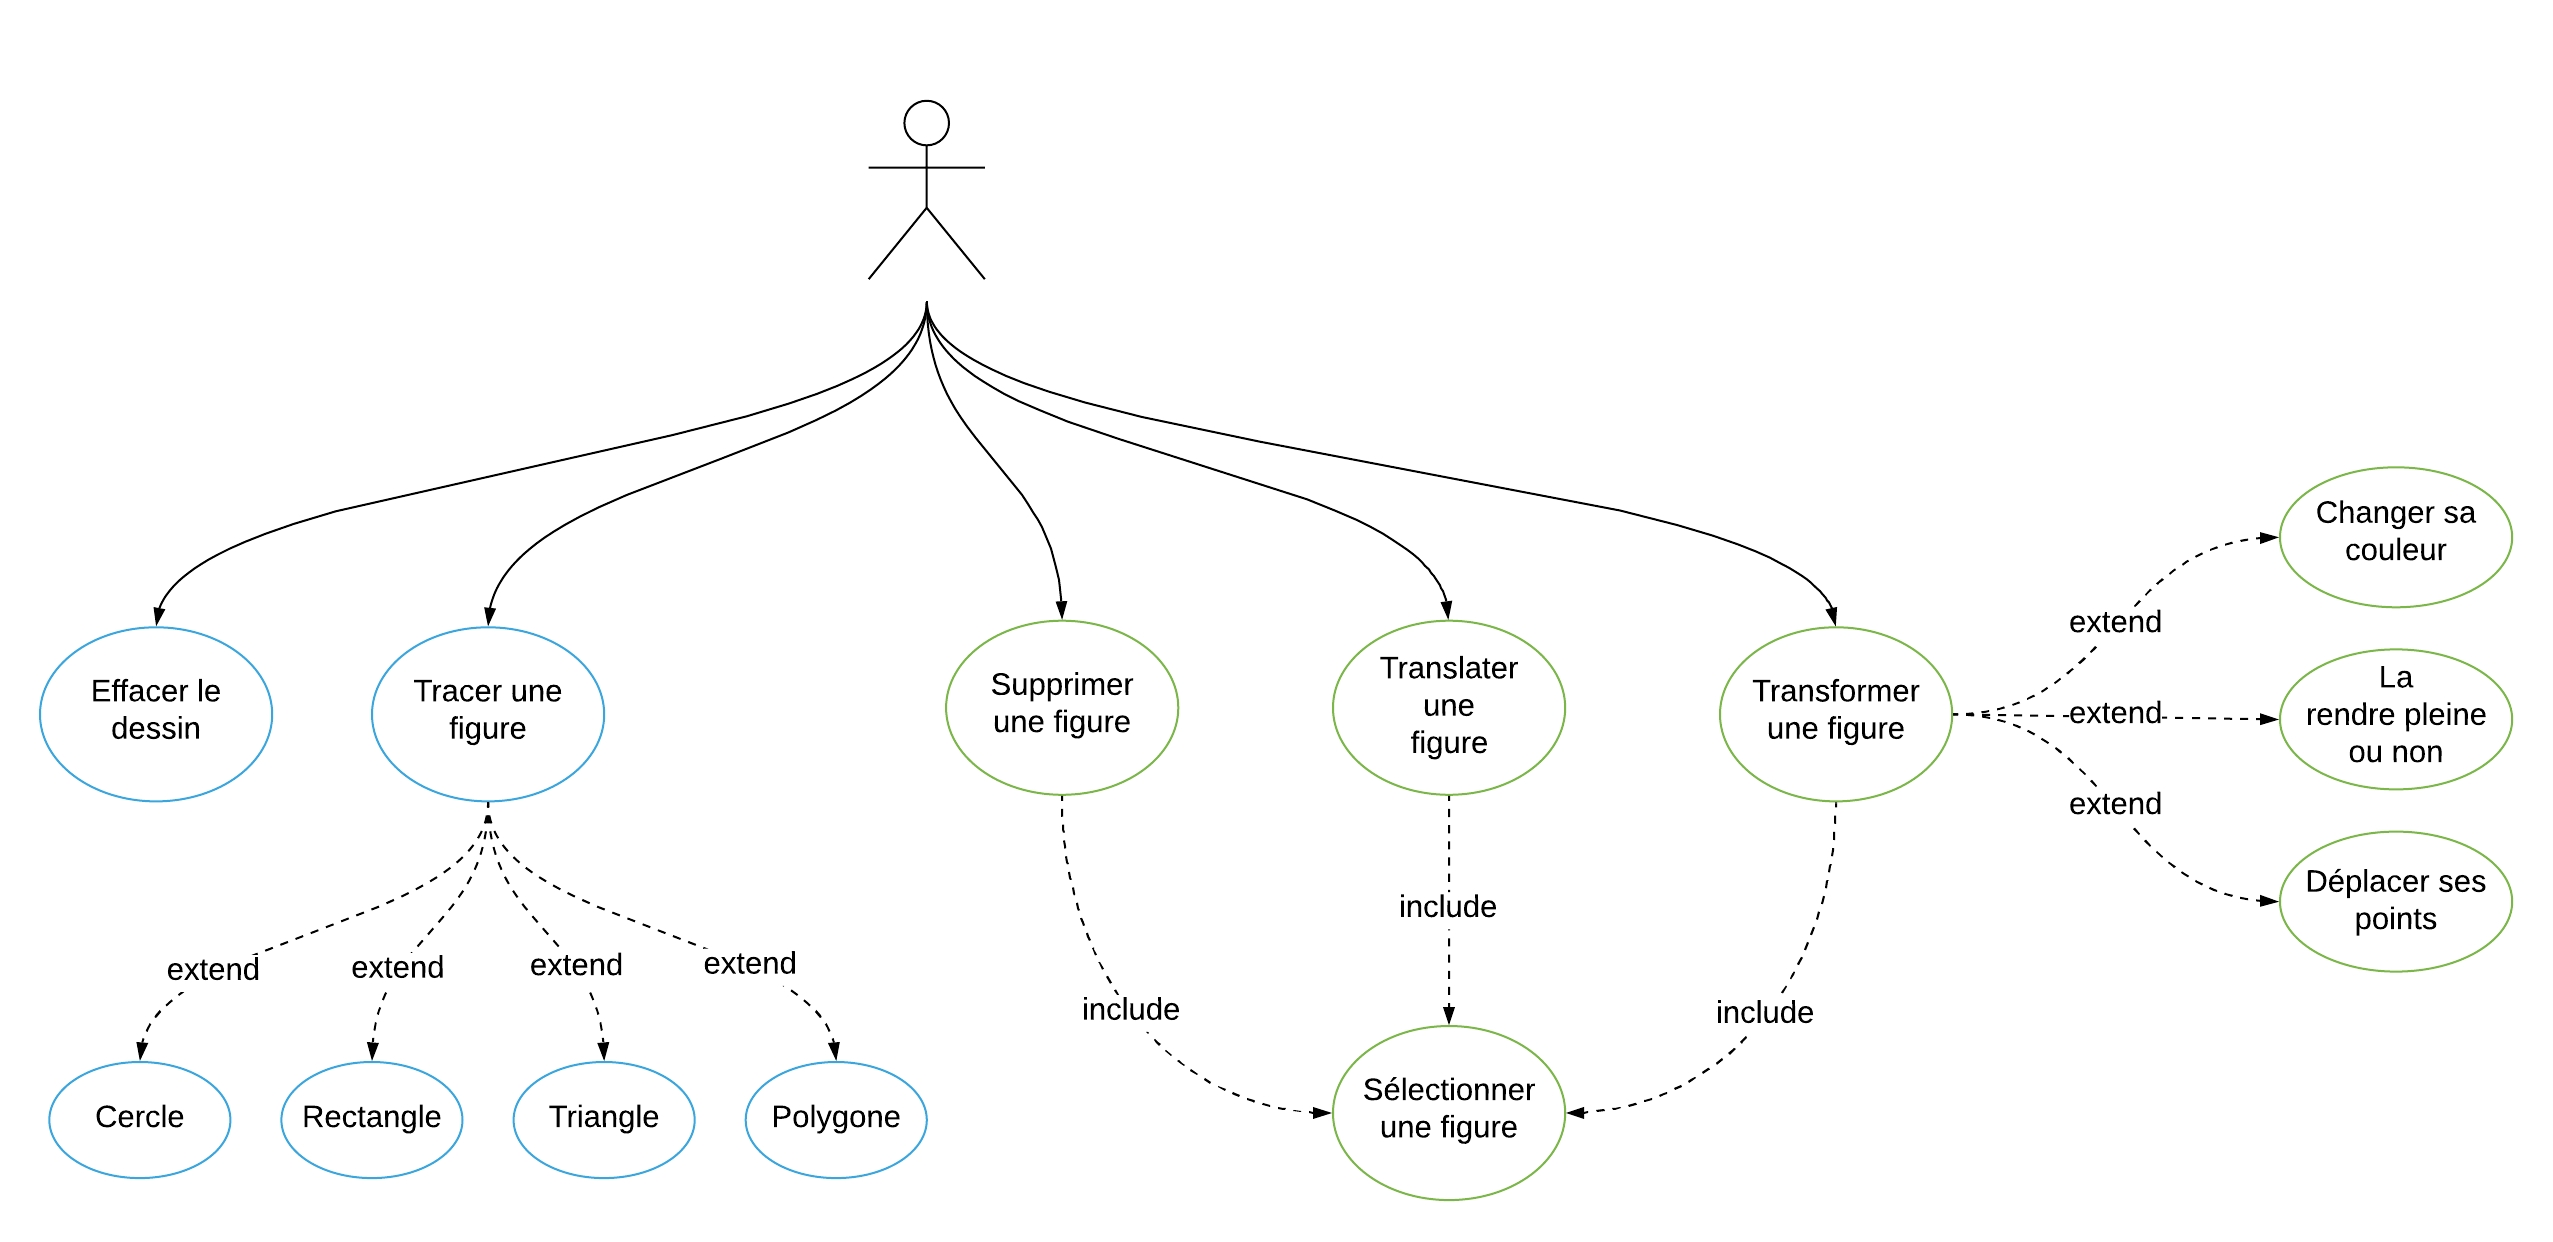 Effacer le
dessin
Tracer une
figure
Supprimer
une figure
Translater
une
figure
Transformer
une figure
Changer sa
couleur
La
rendre pleine
ou non
Déplacer ses
points
extend
extend
extend
extend
extend
extend
extend
include
include
include
Cercle
Rectangle
Triangle
Polygone
Sélectionner
une figure